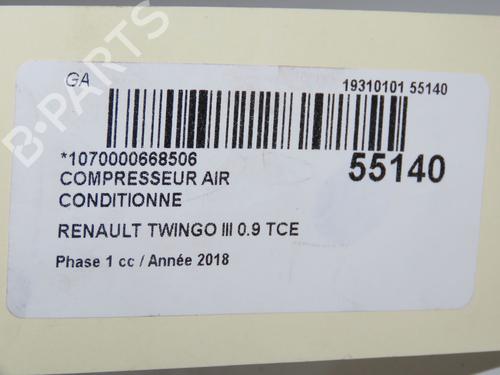 GA
19310101 55140
*1070000668506
55140
COMPRESSEUR AIR
CONDITIONNE
RENAULT TWINGO III 0.9 TCE
Phase 1 cc / Année 2018
B-PARTS